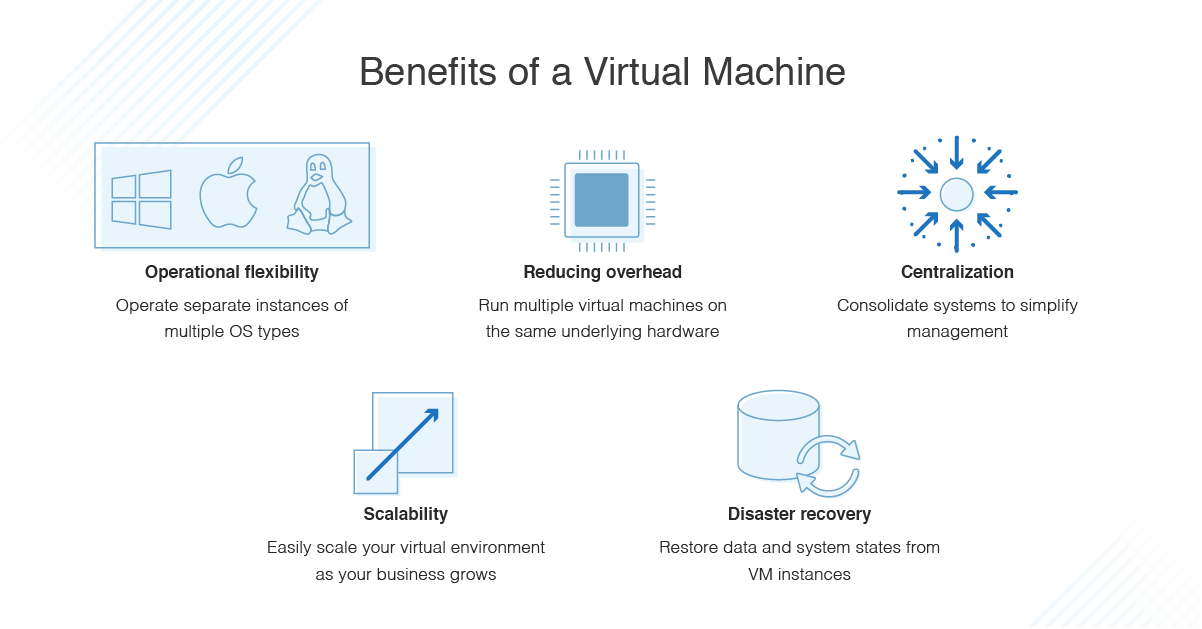 Benefits of a Virtual Machine
Operational flexibility
Operate separate instances of
multiple OS types
Reducing overhead
Run multiple virtual machines on
the same underlying hardware
Centralization
Consolidate systems to simplify
management
Scalability
Easily scale your virtual environment
as your business grows
Disaster recovery
Restore data and system states from
VM instances